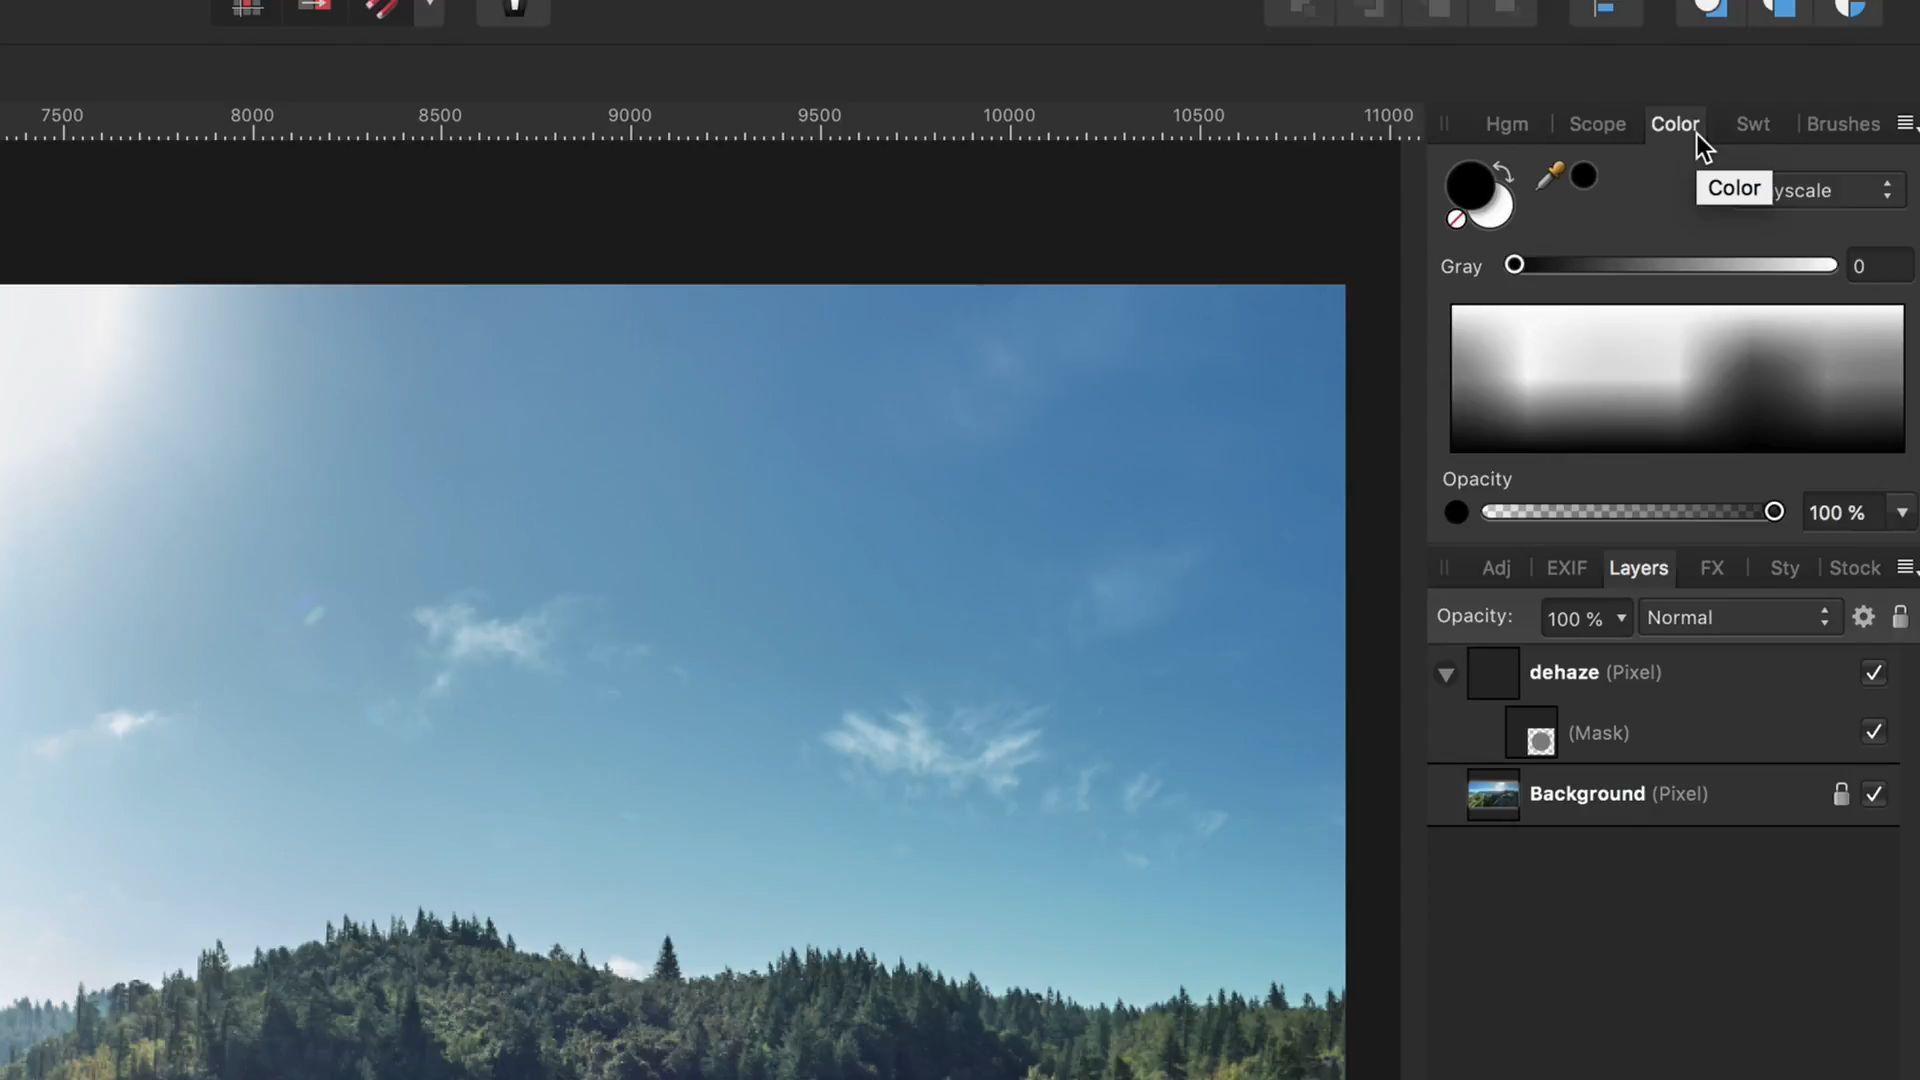 7500 8000 8500 9000 9500 10000 10500 11000
Hgm Scope Color Swt Brushes
Color yscale
Gray 0
Opacity
100 %
Adj EXIF Layers FX Sty Stock
Opacity: 100 % Normal
dehaze (Pixel)
(Mask)
Background (Pixel)